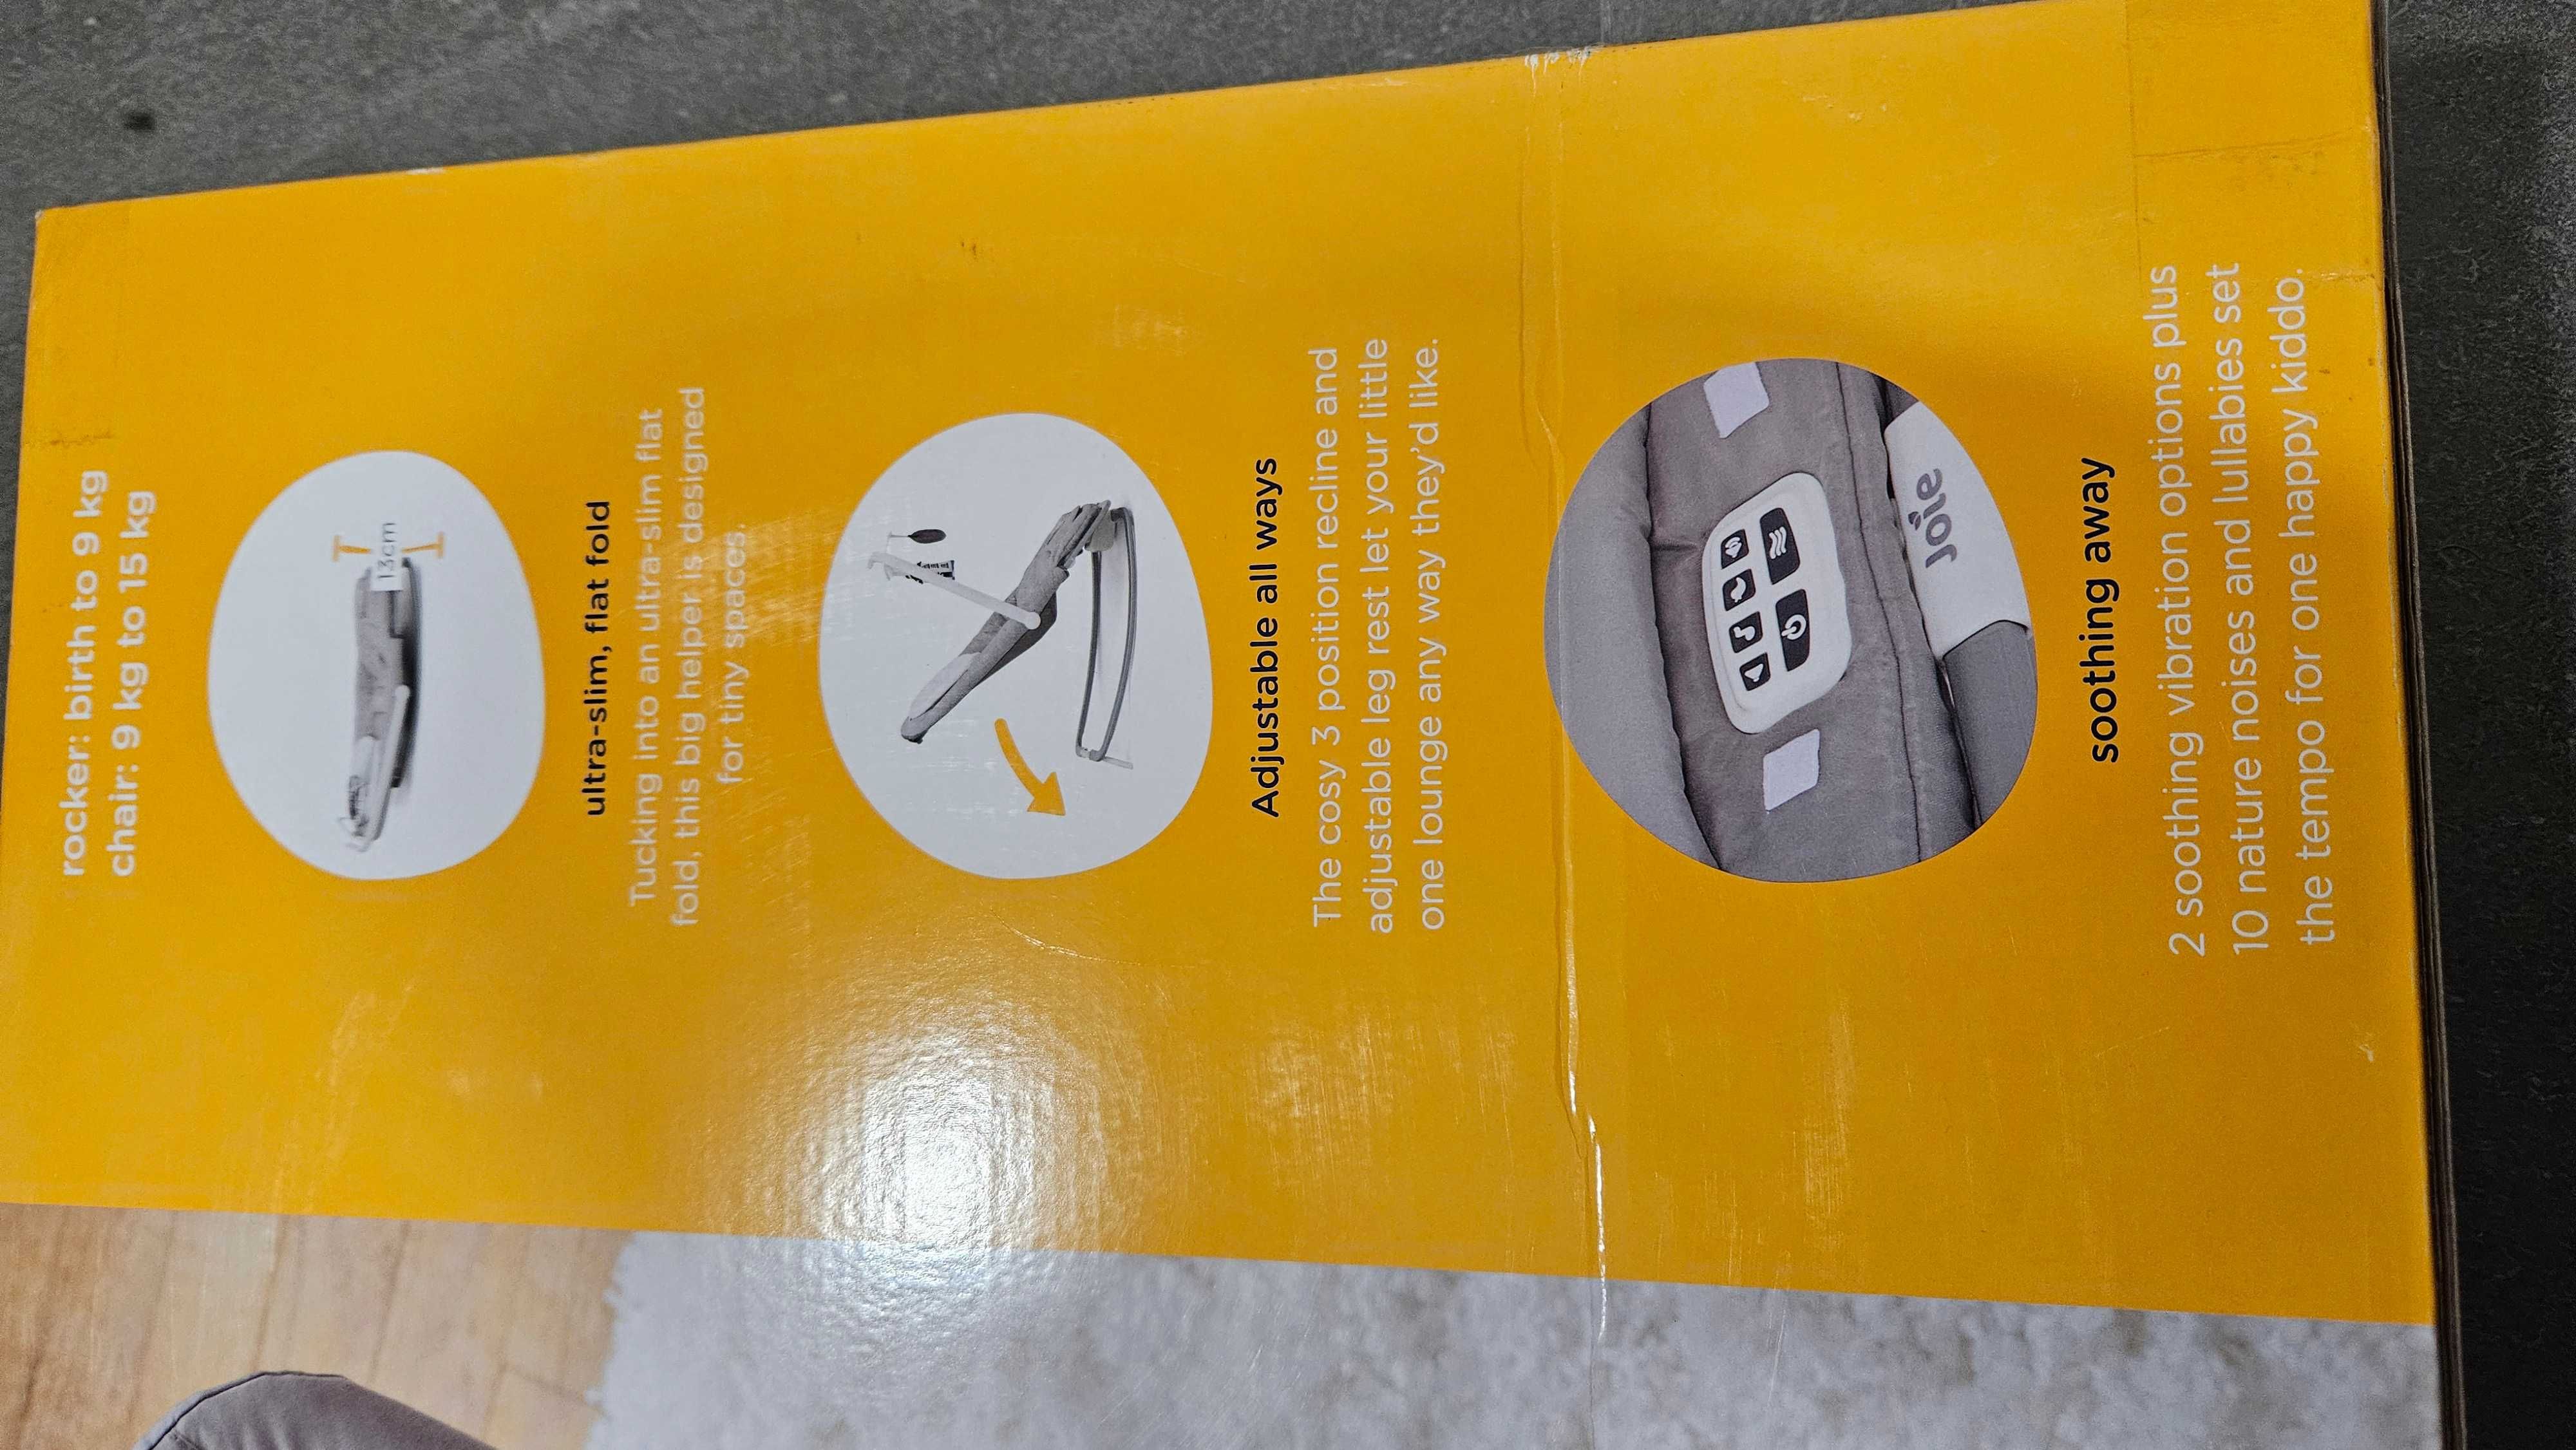 rocker: birth to 9 kg
chair: 9 kg to 15 kg
13cm
ultra-slim, flat fold
Tucking into an ultra-slim flat
fold, this big helper is designed
for tiny spaces.
Adjustable all ways
The cosy 3 position recline and
adjustable leg rest let your little
one lounge any way they'd like.
Joie
soothing away
2 soothing vibration options plus
10 nature noises and lullabies set
the tempo for one happy kiddo.